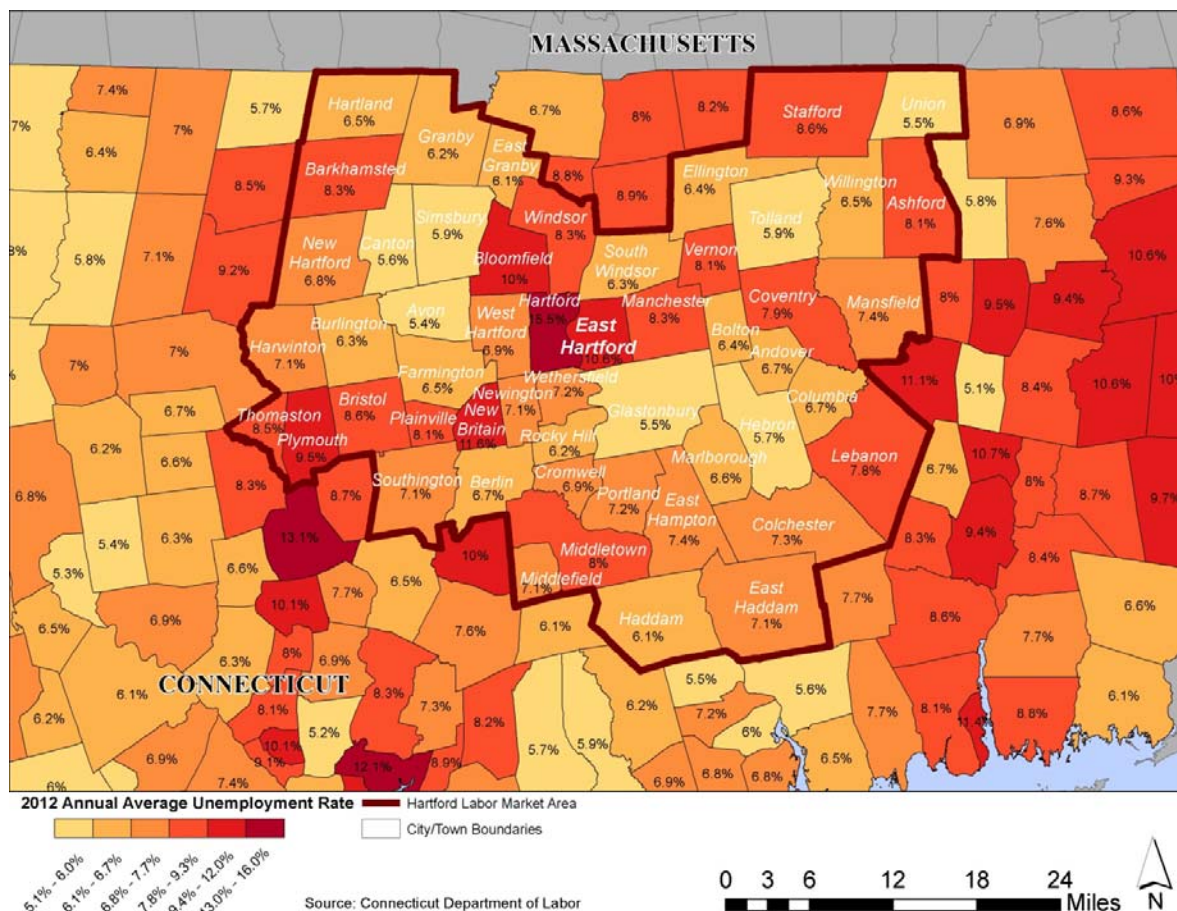 MASSACHUSETTS
7.4%
5.7%
Hartland
6.5%
6.7%
8%
8.2%
Stafford
8.6%
Union
5.5%
8.6%
7%
7%
6.4%
Granby
6.2%
East
Granby
6.1%
6.9%
8.5%
Barkhamsted
8.3%
8.8%
8.9%
Ellington
6.4%
Willington
6.5%
Ashford
8.1%
9.3%
5.8%
7.1%
9.2%
New
Hartford
6.8%
Canton
5.6%
Simsbury
5.9%
Windsor
8.3%
Bloomfield
10%
South
Windsor
6.3%
Tolland
5.9%
Vernon
8.1%
5.8%
7.6%
10.6%
Avon
5.4%
West
Hartford
6.9%
Hartford
15.5%
East
Hartford
10.6%
Manchester
8.3%
Coventry
7.9%
Mansfield
7.4%
8%
9.5%
9.4%
7%
7%
Harwinton
7.1%
Burlington
6.3%
Farmington
6.5%
Bolton
6.4%
Andover
6.7%
11.1%
5.1%
8.4%
10.6%
6.7%
6.2%
6.6%
Thomaston
8.5%
Plymouth
9.5%
Bristol
8.6%
Plainville
8.1%
New
Britain
11.6%
Newington
7.1%
Wethersfield
7.2%
Glastonbury
5.5%
Hebron
5.7%
Columbia
6.7%
Rocky Hill
6.2%
6.8%
8.3%
8.7%
Southington
7.1%
Berlin
6.7%
Cromwell
6.9%
Portland
7.2%
Marlborough
6.6%
Lebanon
7.8%
6.7%
10.7%
8%
8.7%
9.7%
5.4%
6.3%
13.1%
East
Hampton
7.4%
Colchester
7.3%
8.3%
9.4%
8.4%
5.3%
6.6%
10%
Middletown
8%
Middlefield
7.1%
6.5%
6.9%
10.1%
7.7%
6.5%
7.6%
6.1%
Haddam
6.1%
East
Haddam
7.1%
7.7%
8.6%
7.7%
6.6%
6.3%
8%
6.9%
CONNECTICUT
6.1%
6.2%
8.1%
5.2%
8.3%
7.3%
8.2%
5.7%
5.9%
6.2%
5.5%
7.2%
5.6%
6%
7.7%
8.1%
11.4%
8.8%
6.1%
6%
6.9%
7.4%
10.1%
9.1%
12.1%
8.9%
6.9%
6.8%
6.8%
6.5%
2012 Annual Average Unemployment Rate
Hartford Labor Market Area
City/Town Boundaries
5.1% - 6.0%
6.1% - 6.7%
6.8% - 7.7%
7.8% - 9.3%
9.4% - 12.0%
13.0% - 16.0%
Source: Connecticut Department of Labor
0 3 6 12 18 24
Miles
N